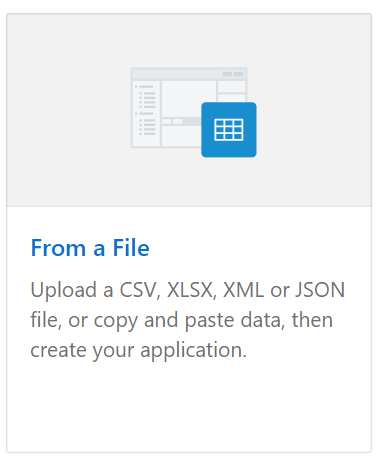 From a File
Upload a CSV, XLSX, XML or JSON
file, or copy and paste data, then
create your application.